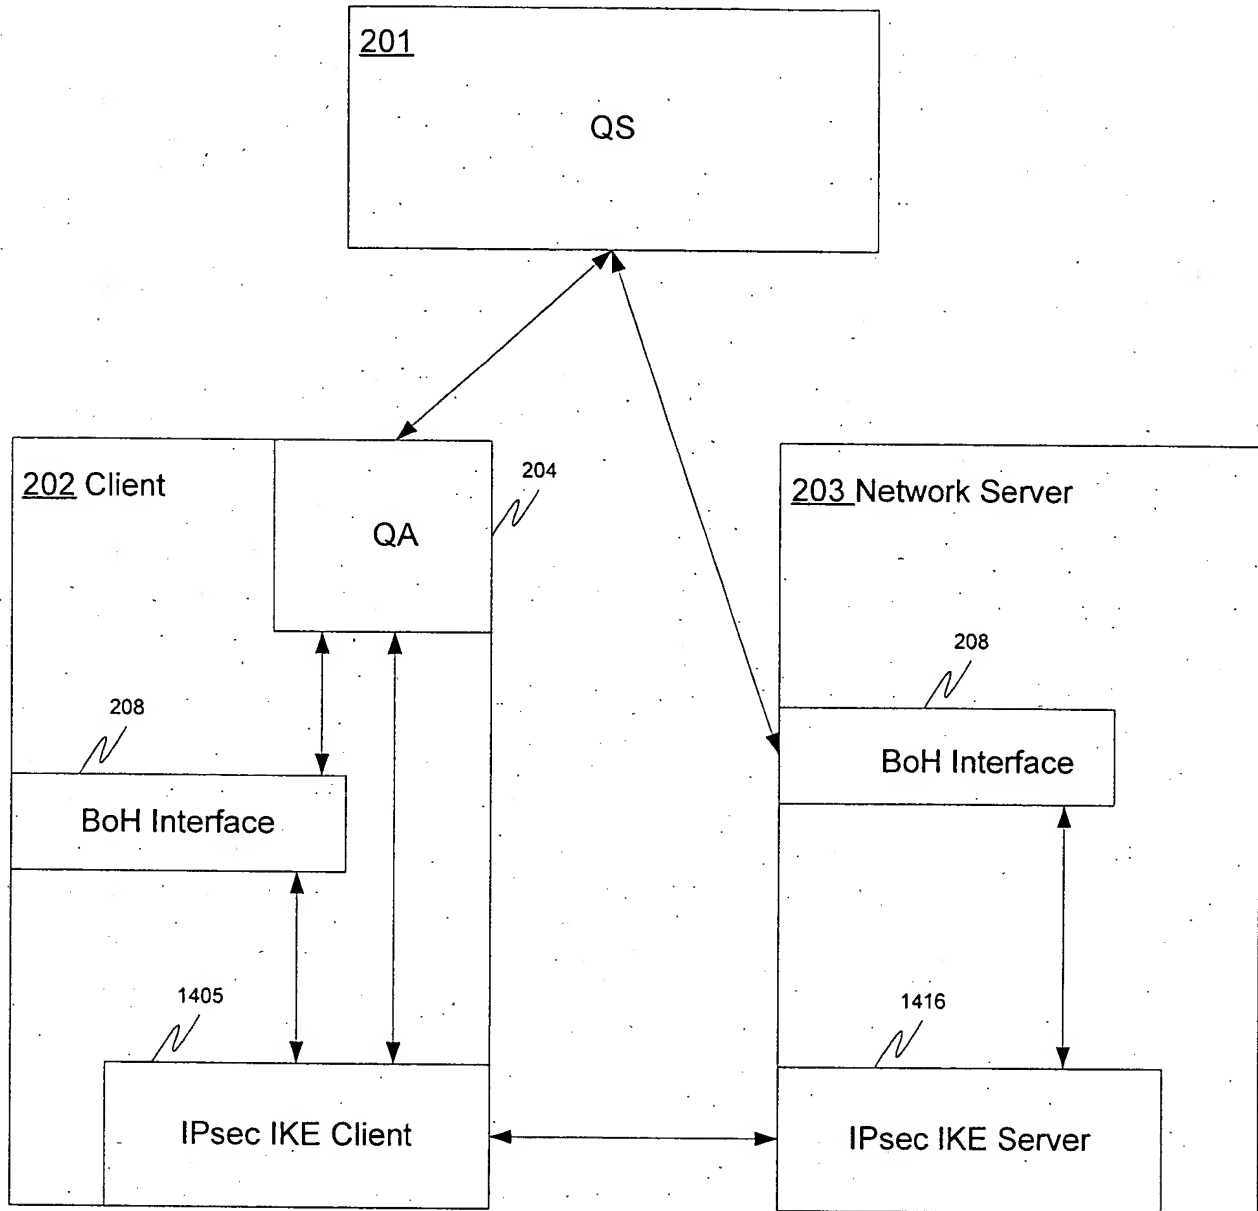 201
QS
202 Client
204
QA
203 Network Server
208
BoH Interface
208
BoH Interface
1405
IPsec IKE Client
1416
IPsec IKE Server